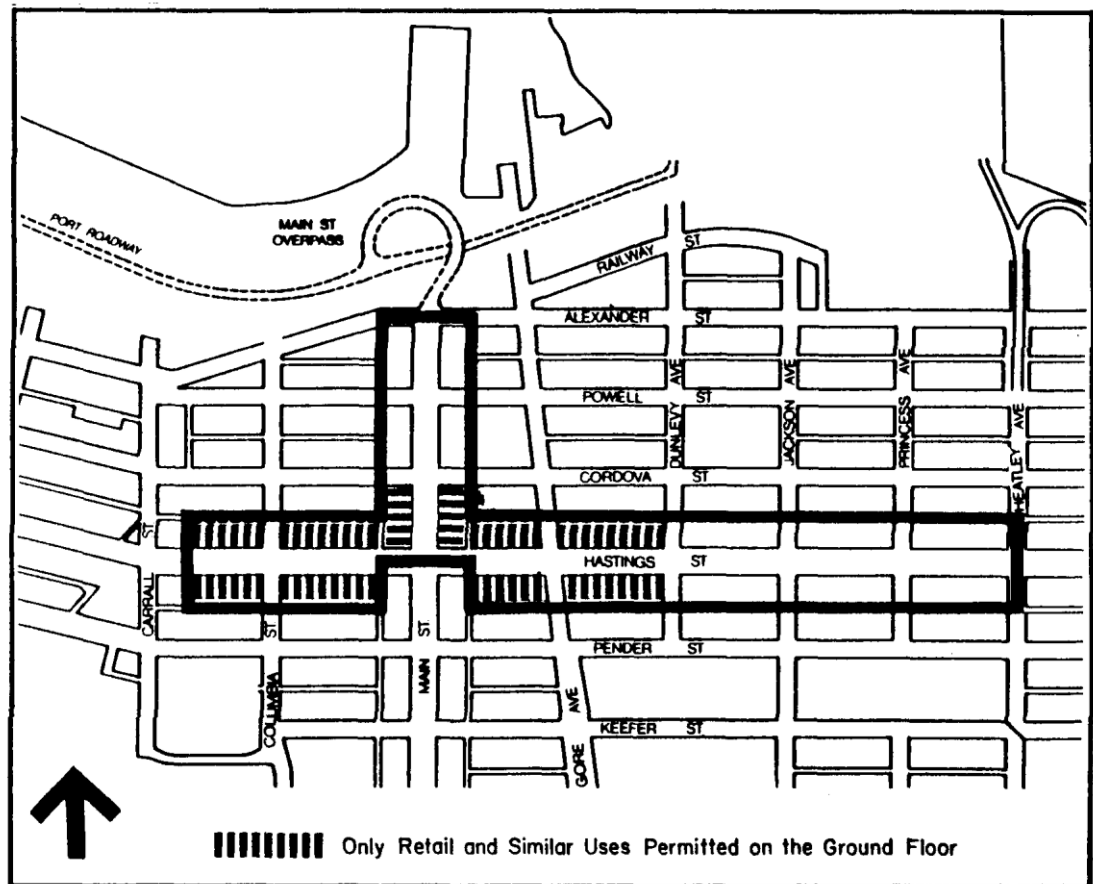 MAIN ST
OVERPASS
PORT ROADWAY
RAILWAY ST
ALEXANDER ST
POWELL ST
DUNLEVY AVE
JACKSON AVE
PRINCESS AVE
HEATLEY AVE
CORDOVA ST
HASTINGS ST
CARRALL ST
COLUMBIA ST
MAIN ST.
PENDER ST
GORE AVE
KEEFER ST
Only Retail and Similar Uses Permitted on the Ground Floor